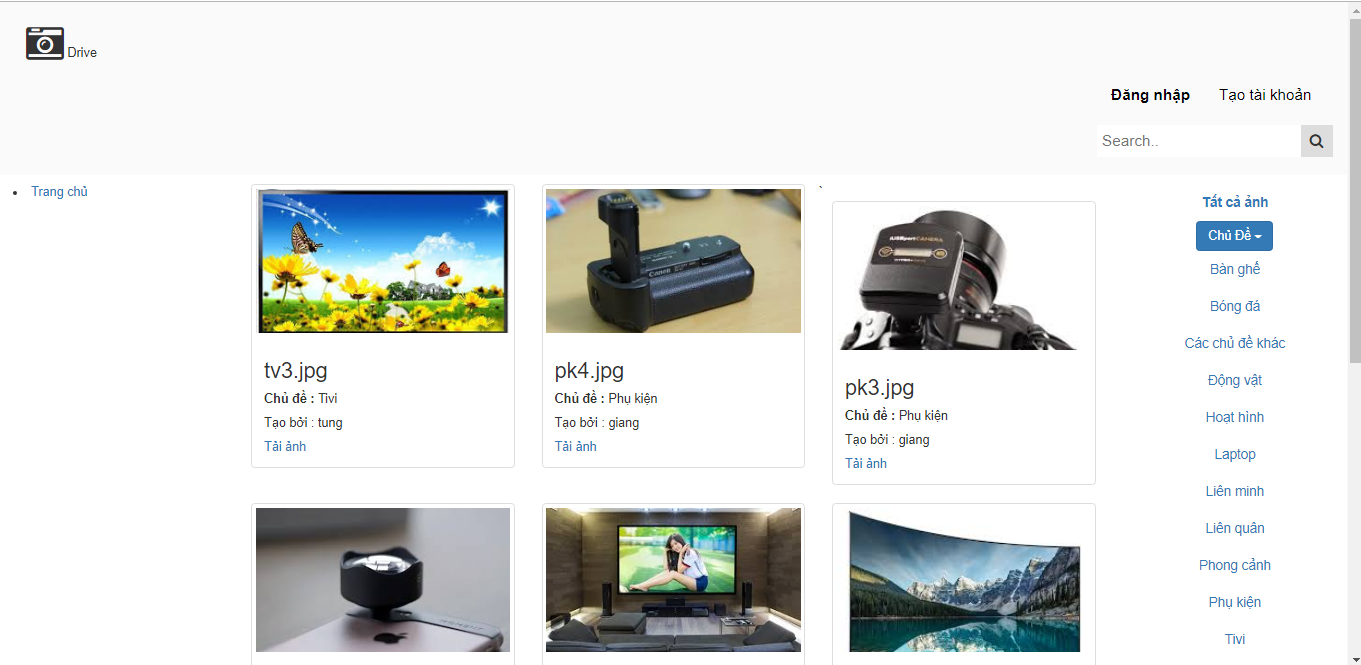 Drive
Đăng nhập Tạo tài khoản
Search..
Trang chủ
`
tv3.jpg
Chủ đề : Tivi
Tạo bởi : tung
Tải ảnh
Canon
pk4.jpg
Chủ đề : Phụ kiện
Tạo bởi : giang
Tải ảnh
pk3.jpg
Chủ đề : Phụ kiện
Tạo bởi : giang
Tải ảnh
Tất cả ảnh
Chủ Đề
Bàn ghế
Bóng đá
Các chủ đề khác
Động vật
Hoạt hình
Laptop
Liên minh
Liên quân
Phong cảnh
Phụ kiện
Tivi